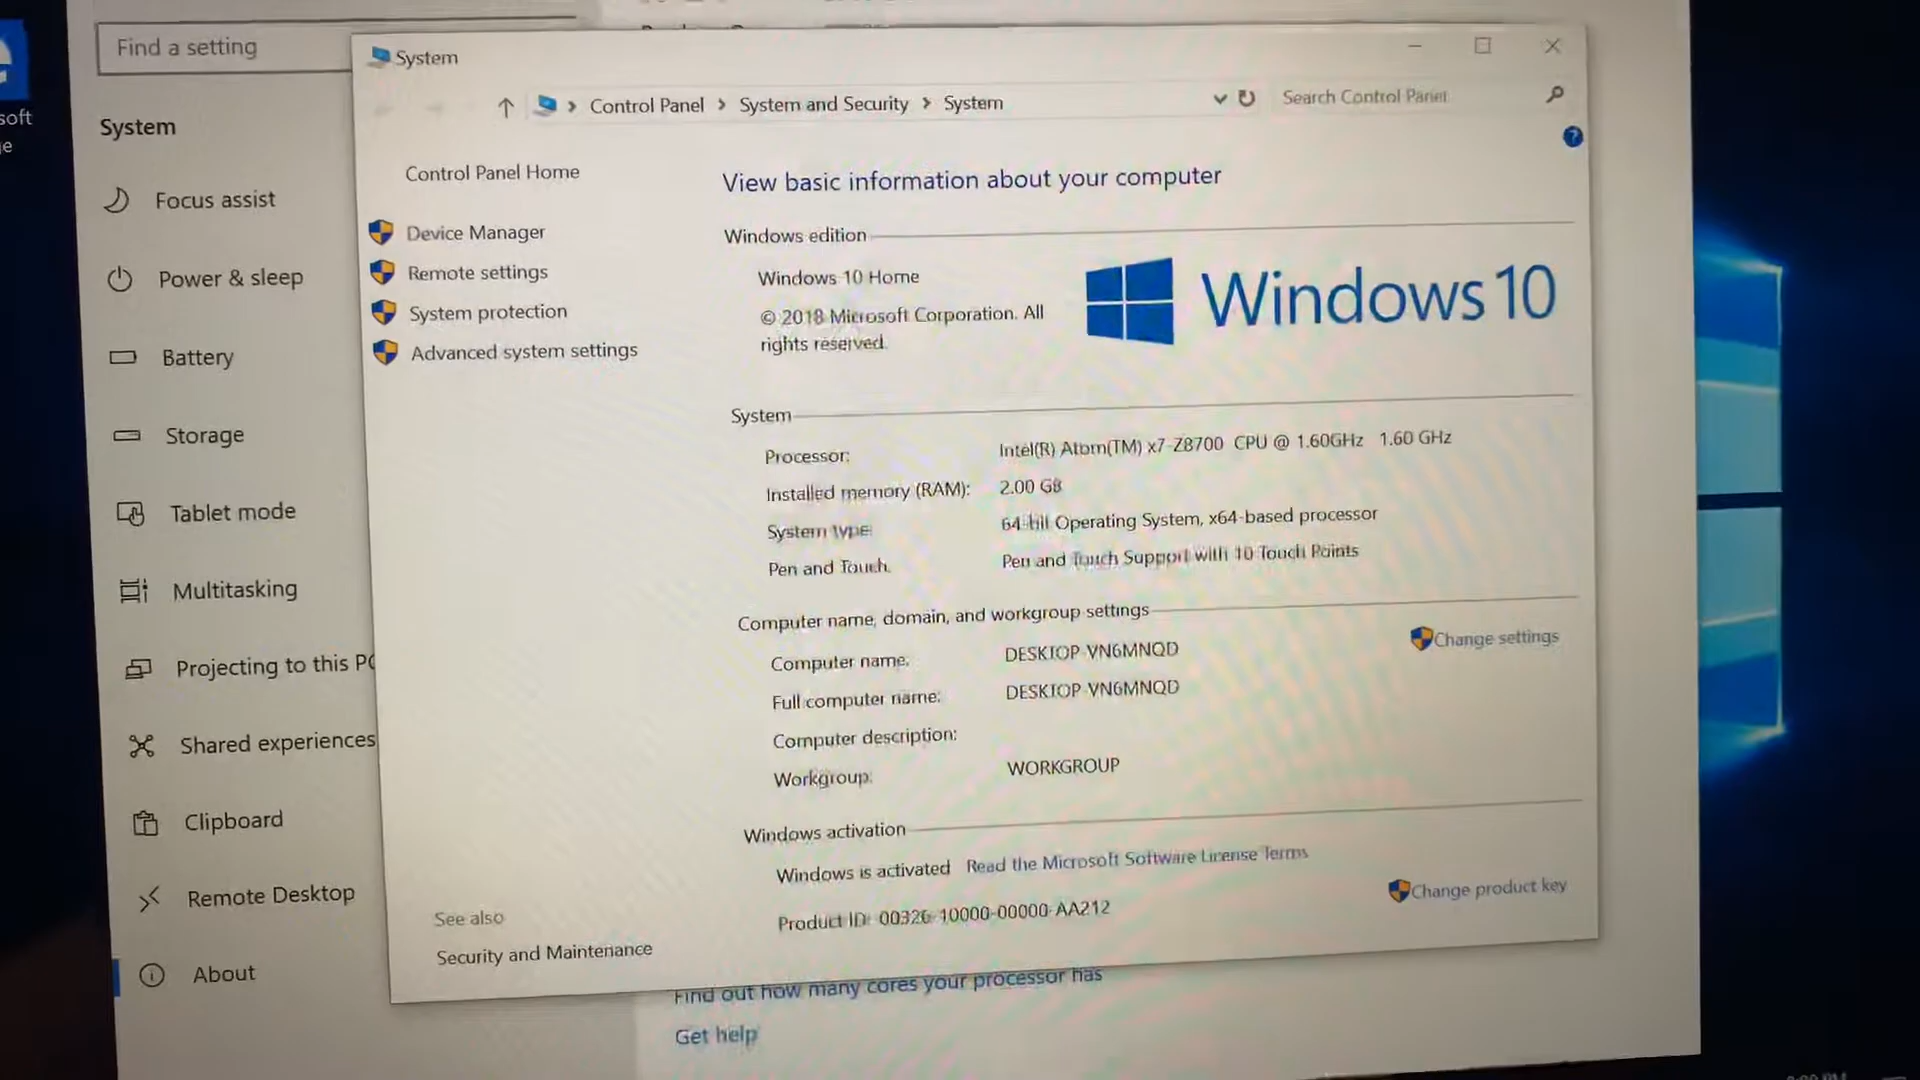 Find a setting
System
Focus assist
Power & sleep
Battery
Storage
Tablet mode
Multitasking
Projecting to this PC
Shared experiences
Clipboard
Remote Desktop
About
soft
System
Control Panel > System and Security > System
Search Control Panel
?
Control Panel Home
Device Manager
Remote settings
System protection
Advanced system settings
See also
Security and Maintenance
View basic information about your computer
Windows edition
Windows 10 Home
© 2018 Microsoft Corporation. All
rights reserved.
Windows 10
System
Processor: Intel(R) Atom(TM) x7-Z8700 CPU @ 1.60GHz 1.60 GHz
Installed memory (RAM): 2.00 GB
System type: 64-bit Operating System, x64-based processor
Pen and Touch: Pen and Touch Support with 10 Touch Points
Computer name, domain, and workgroup settings
Computer name: DESKTOP-VN6MNQD
Change settings
Full computer name: DESKTOP-VN6MNQD
Computer description:
Workgroup: WORKGROUP
Windows activation
Windows is activated Read the Microsoft Software License Terms
Product ID: 00326-10000-00000-AA212
Change product key
Find out how many cores your processor has
Get help